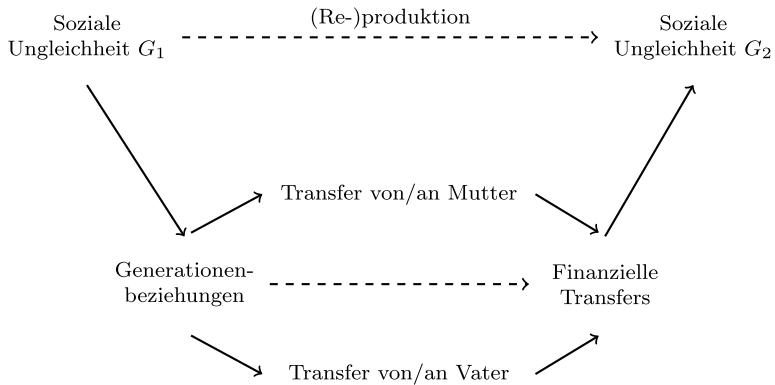 Soziale
Ungleichheit G₁
(Re-)produktion
Soziale
Ungleichheit G₂
Transfer von/an Mutter
Generationen-
beziehungen
Finanzielle
Transfers
Transfer von/an Vater